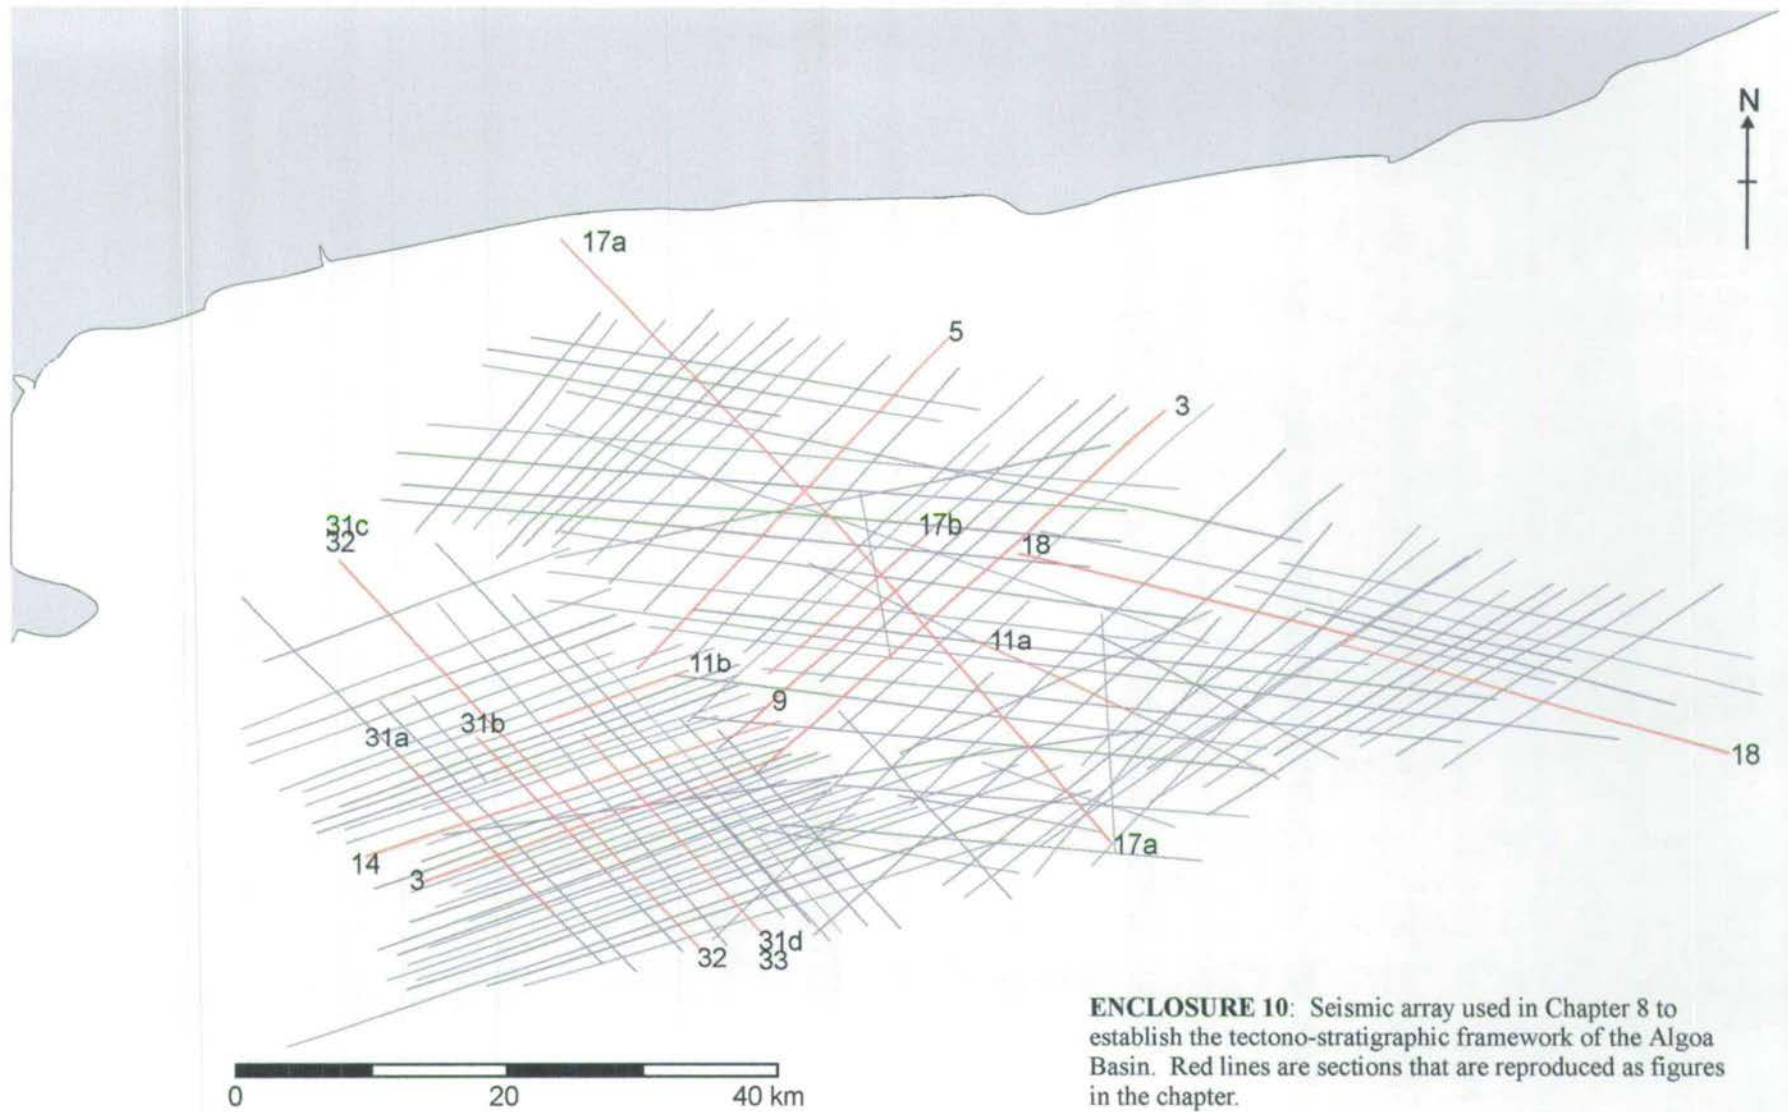 N
17a
5
3
31c
32
17b
18
11a
11b
9
31b
31a
18
17a
14
3
31d
32
33
ENCLOSURE 10: Seismic array used in Chapter 8 to
establish the tectono-stratigraphic framework of the Algoa
Basin. Red lines are sections that are reproduced as figures
in the chapter.
0 20 40 km